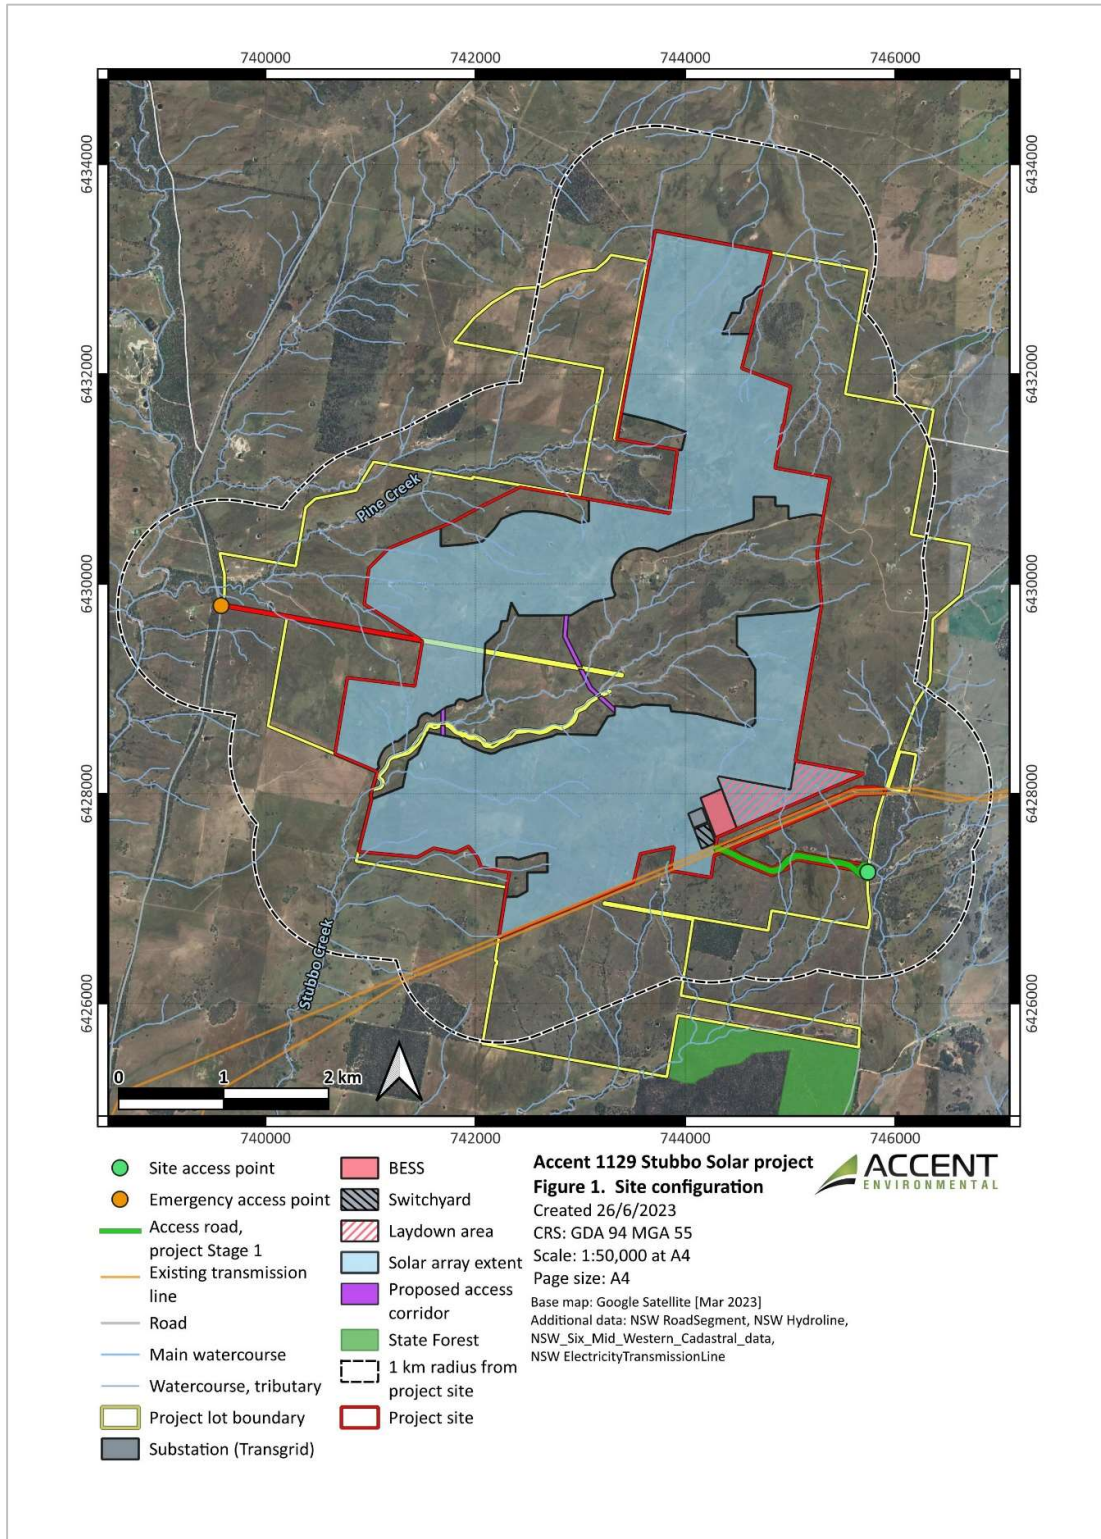 740000 742000 744000 746000
6434000 6434000
6432000 6432000
6430000 6430000
6428000 6428000
6426000 6426000
Pine Creek
Stubbo Creek
0 1 2 km
740000 742000 744000 746000
Site access point
Emergency access point
Access road,
project Stage 1
Existing transmission
line
Road
Main watercourse
Watercourse, tributary
Project lot boundary
Substation (Transgrid)
BESS
Switchyard
Laydown area
Solar array extent
Proposed access
corridor
State Forest
1 km radius from
project site
Project site
Accent 1129 Stubbo Solar project
Figure 1. Site configuration
Created 26/6/2023
CRS: GDA 94 MGA 55
Scale: 1:50,000 at A4
Page size: A4
Base map: Google Satellite [Mar 2023]
Additional data: NSW RoadSegment, NSW Hydroline,
NSW_Six_Mid_Western_Cadastral_data,
NSW ElectricityTransmissionLine
ACCENT
ENVIRONMENTAL